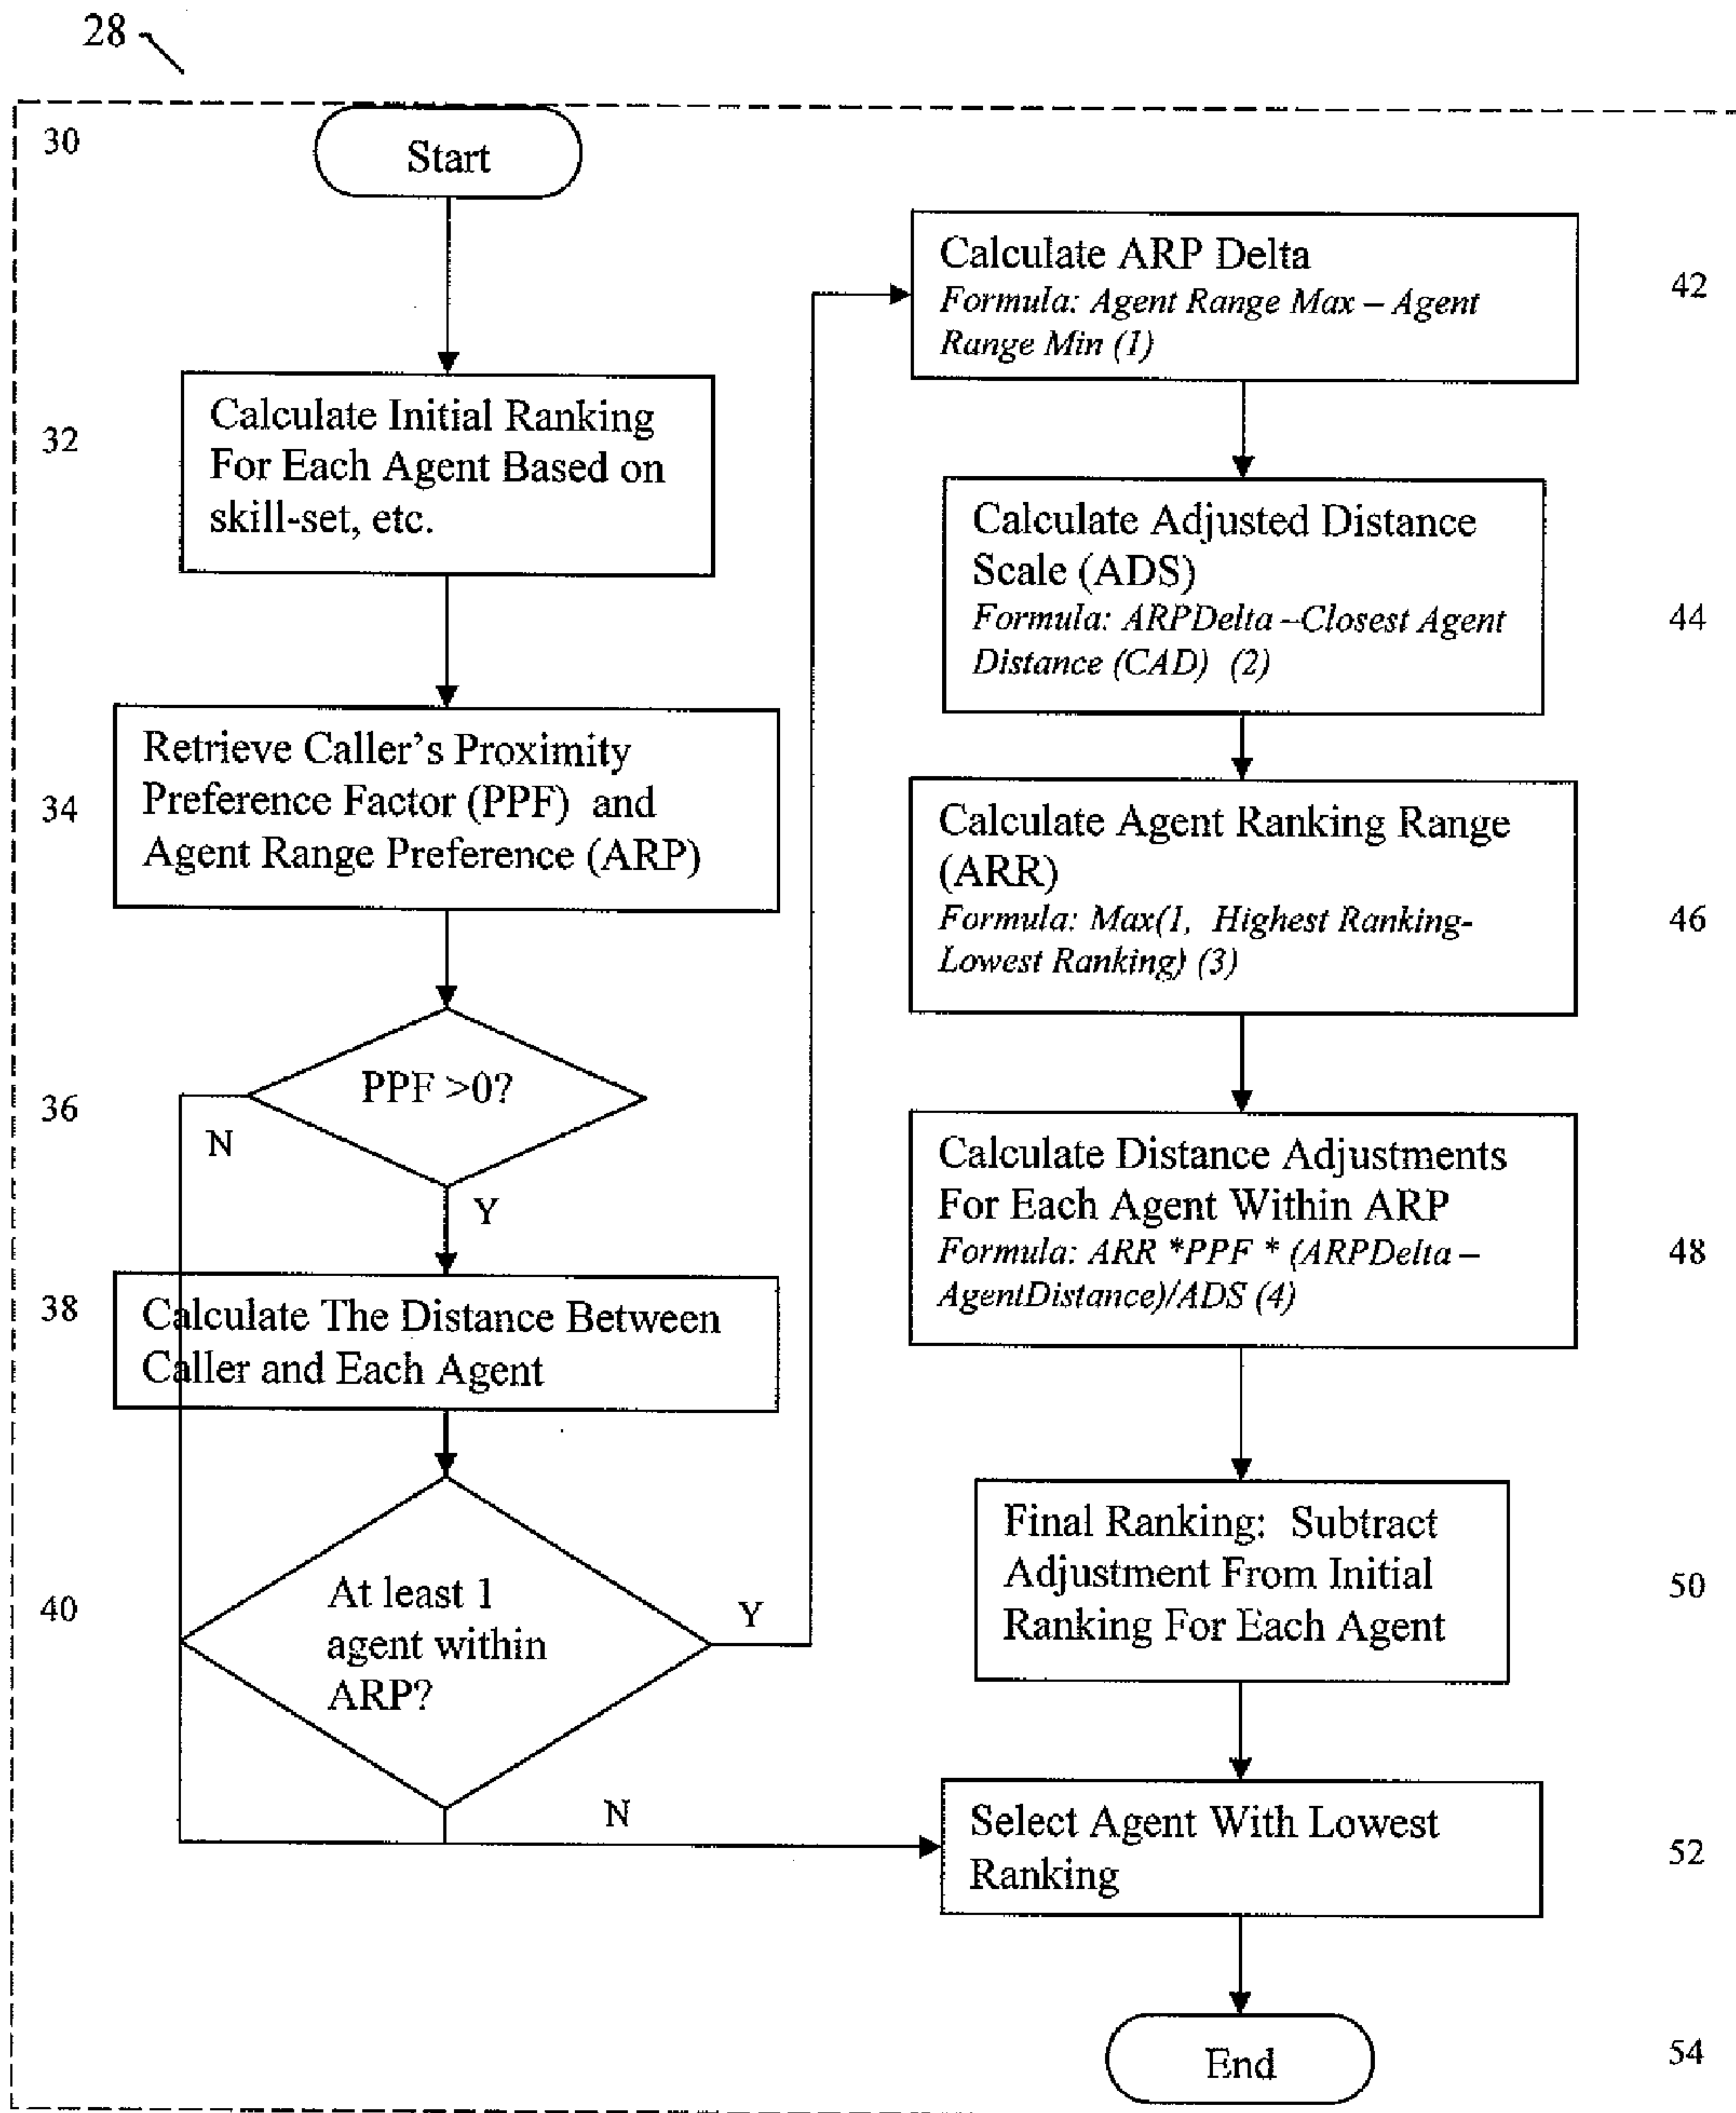 28
30
Start
32
Calculate Initial Ranking
For Each Agent Based on
skill-set, etc.
34
Retrieve Caller's Proximity
Preference Factor (PPF) and
Agent Range Preference (ARP)
36
PPF >0?
N
Y
38
Calculate The Distance Between
Caller and Each Agent
40
At least 1
agent within
ARP?
Y
N
Calculate ARP Delta
Formula: Agent Range Max – Agent
Range Min (1)
42
Calculate Adjusted Distance
Scale (ADS)
Formula: ARPDelta –Closest Agent
Distance (CAD) (2)
44
Calculate Agent Ranking Range
(ARR)
Formula: Max(1, Highest Ranking-
Lowest Ranking) (3)
46
Calculate Distance Adjustments
For Each Agent Within ARP
Formula: ARR *PPF * (ARPDelta –
AgentDistance)/ADS (4)
48
Final Ranking: Subtract
Adjustment From Initial
Ranking For Each Agent
50
Select Agent With Lowest
Ranking
52
End
54